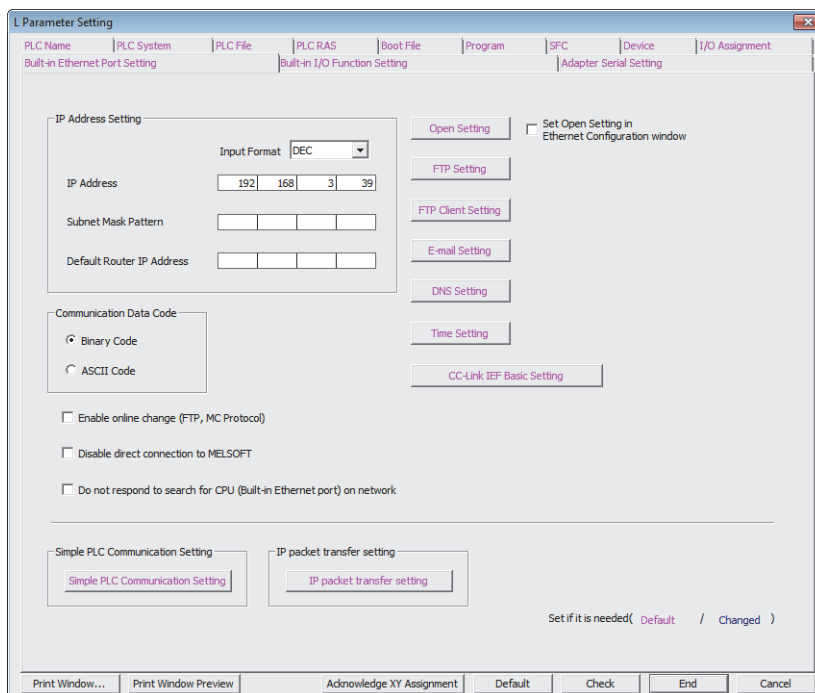 L Parameter Setting
PLC Name PLC System PLC File PLC RAS Boot File Program SFC Device I/O Assignment
Built-in Ethernet Port Setting Built-in I/O Function Setting Adapter Serial Setting
IP Address Setting
Input Format DEC
IP Address 192 168 3 39
Subnet Mask Pattern
Default Router IP Address
Open Setting
Set Open Setting in
Ethernet Configuration window
FTP Setting
FTP Client Setting
E-mail Setting
DNS Setting
Time Setting
CC-Link IEF Basic Setting
Communication Data Code
Binary Code
ASCII Code
Enable online change (FTP, MC Protocol)
Disable direct connection to MELSOFT
Do not respond to search for CPU (Built-in Ethernet port) on network
Simple PLC Communication Setting
Simple PLC Communication Setting
IP packet transfer setting
IP packet transfer setting
Set if it is needed( Default / Changed )
Print Window... Print Window Preview Acknowledge XY Assignment Default Check End Cancel